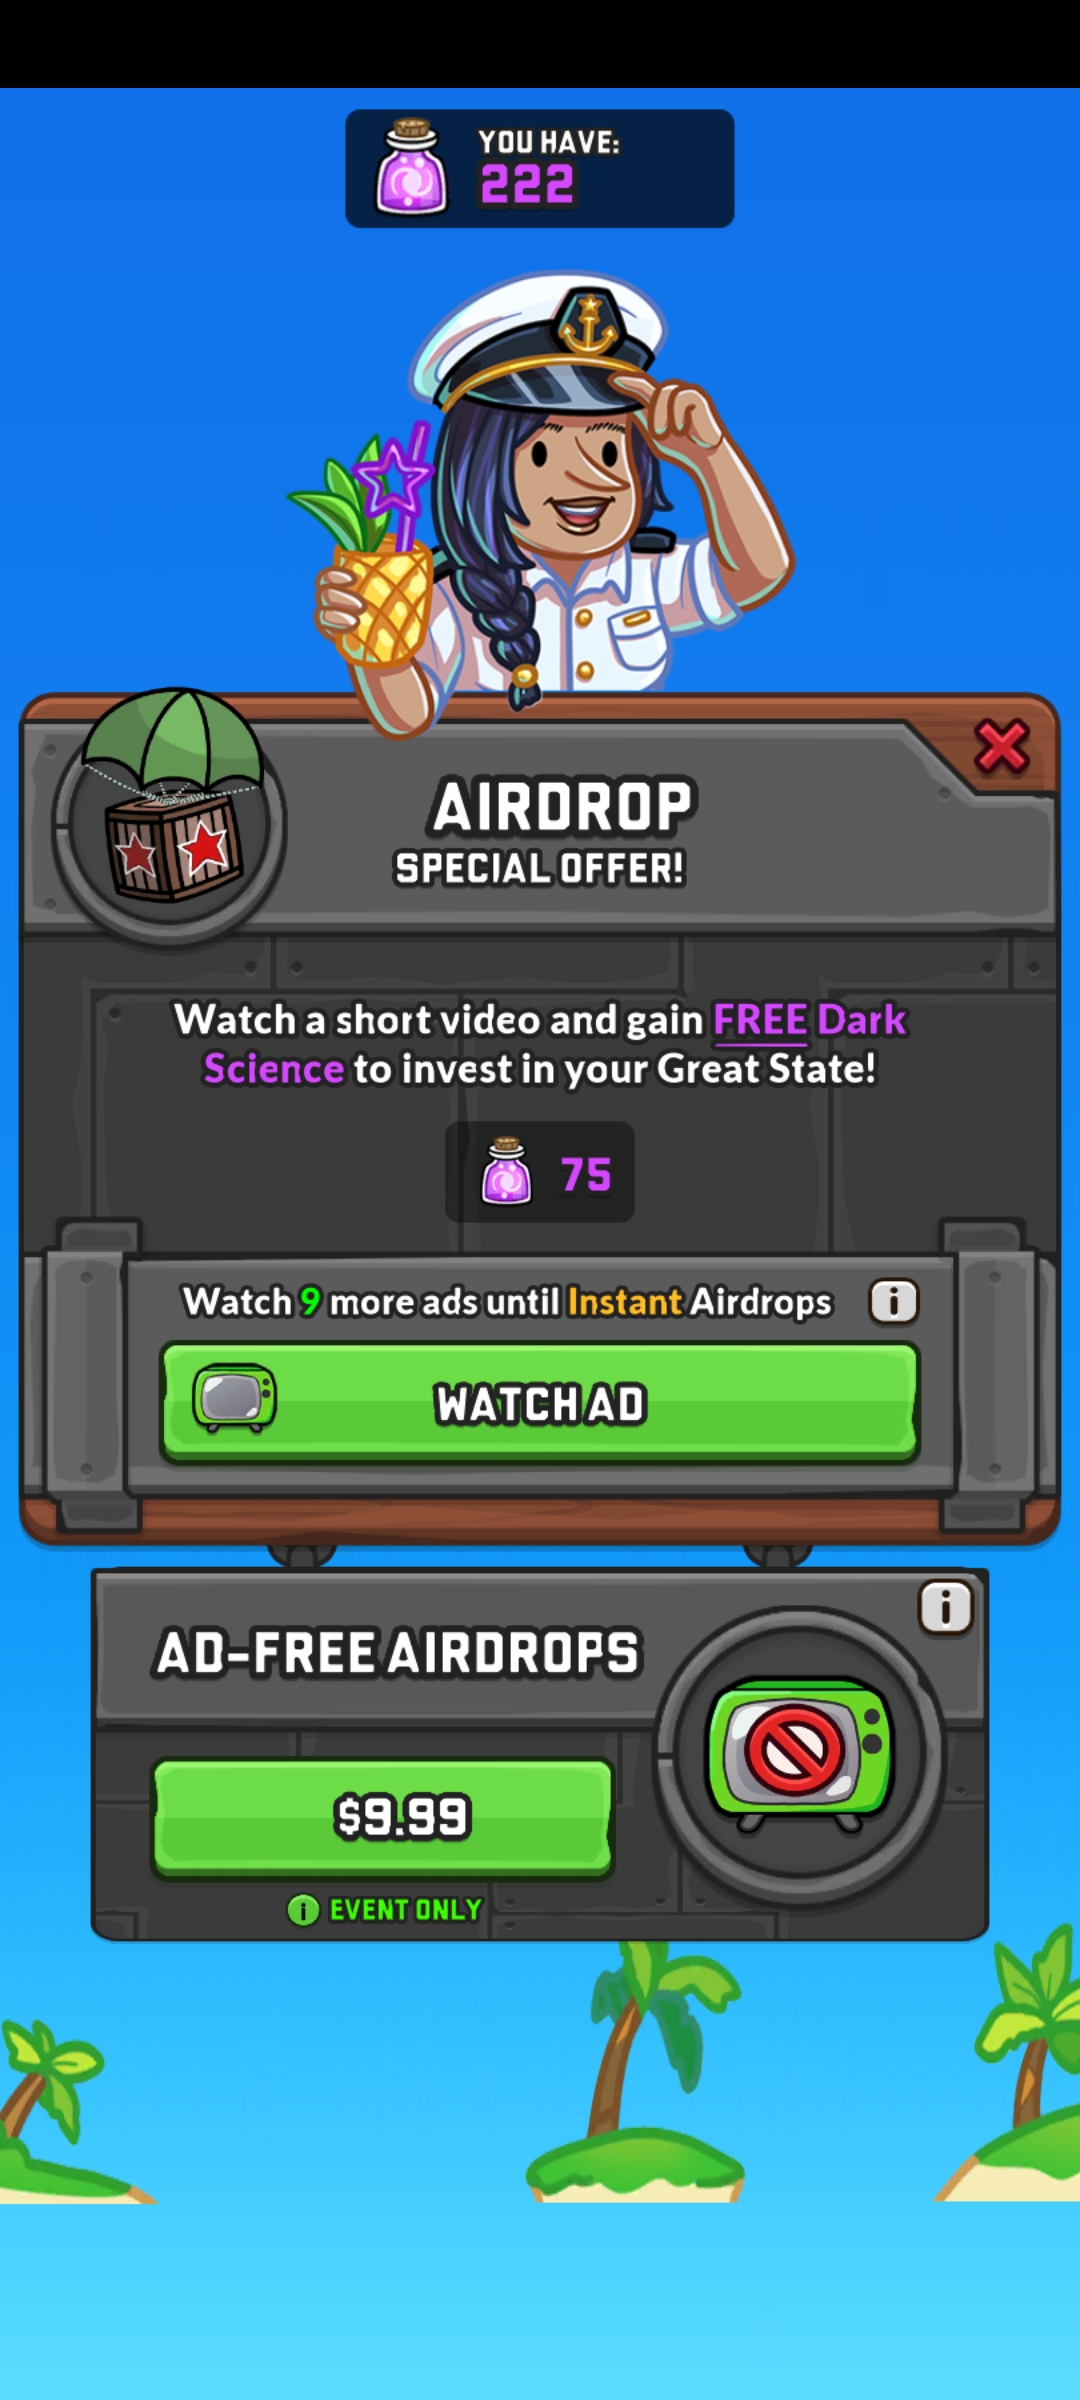 YOU HAVE:
222
AIRDROP
SPECIAL OFFER!
Watch a short video and gain FREE Dark
Science to invest in your Great State!
75
Watch 9 more ads until Instant Airdrops
i
WATCH AD
i
AD-FREE AIRDROPS
$9.99
i EVENT ONLY